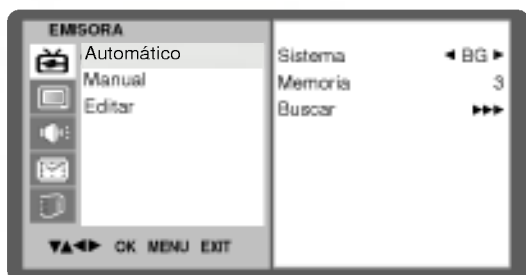 EMISORA
Automático
Manual
Editar
Sistema ◄ BG ►
Memoria 3
Buscar ►►►
▼▲◄► OK MENU EXIT